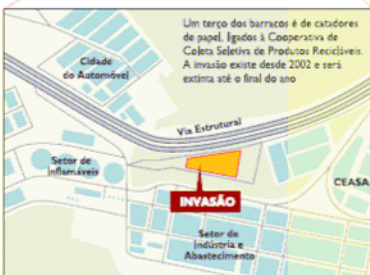 Um terço dos barracos é de catadores
de papel, ligados à Cooperativa de
Coleta Seletiva de Produtos Recicláveis.
A invasão existe desde 2002 e será
extinta até o final do ano
Cidade
do Automóvel
Via Estrutural
Setor de
Inflamáveis
CEASA
INVASÃO
Setor de
Indústria e
Abastecimento